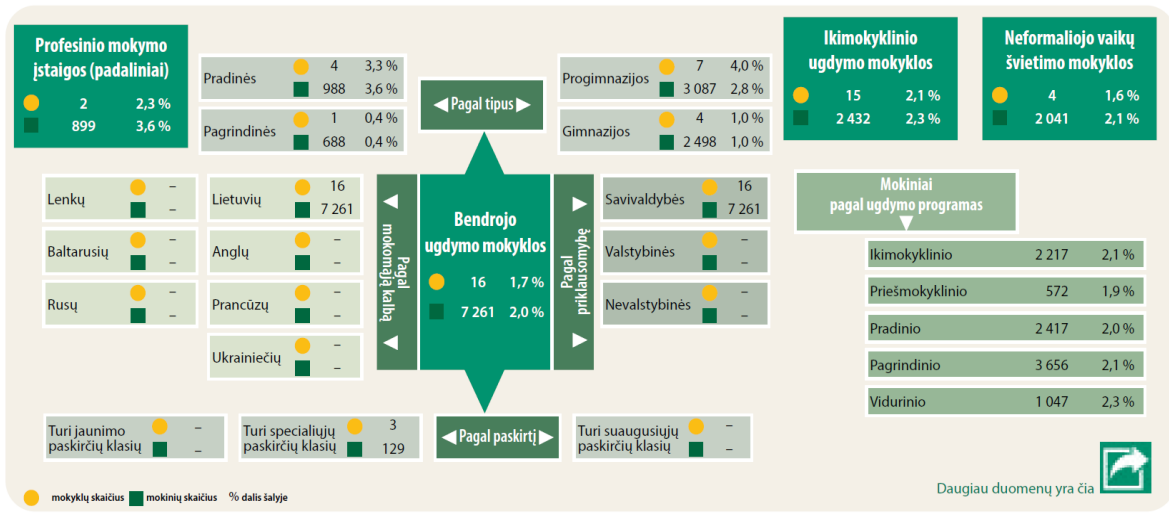 Profesinio mokymo
įstaigos (padaliniai)
2 2,3 %
899 3,6 %
Pradinės 4 3,3 %
988 3,6 %
Pagrindinės 1 0,4 %
688 0,4 %
Pagal tipus
Progimnazijos 7 4,0 %
3 087 2,8 %
Gimnazijos 4 1,0 %
2 498 1,0 %
Ikimokyklinio
ugdymo mokyklos
15 2,1 %
2 432 2,3 %
Neformaliojo vaikų
švietimo mokyklos
4 1,6 %
2 041 2,1 %
Lenkų –
–
Baltarusių –
–
Rusų –
–
Lietuvių 16
7 261
Anglų –
–
Prancūzų –
–
Ukrainiečių –
–
Pagal
mokomąją kalbą
Bendrojo
ugdymo mokyklos
16 1,7 %
7 261 2,0 %
Pagal
priklausomybę
Savivaldybės 16
7 261
Valstybinės –
–
Nevalstybinės –
–
Mokiniai
pagal ugdymo programas
Ikimokyklinio 2 217 2,1 %
Priešmokyklinio 572 1,9 %
Pradinio 2 417 2,0 %
Pagrindinio 3 656 2,1 %
Vidurinio 1 047 2,3 %
Turi jaunimo –
paskirčių klasių –
Turi specialiųjų 3
paskirčių klasių 129
Pagal paskirtį
Turi suaugusiųjų –
paskirčių klasių –
mokyklų skaičius mokinių skaičius % dalis šalyje
Daugiau duomenų yra čia